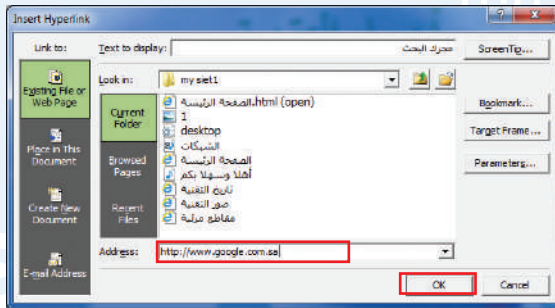 Insert Hyperlink
Link to:
Text to display:
محرك البحث
ScreenTip...
Existing File or
Web Page
Look in:
my siet1
Current
Folder
الصفحة الرئيسة.html (open)
1
desktop
الشبكات
الصفحة الرئيسة
أهلا وسهلا بكم
تاريخ التقنية
صور التقنية
مقاطع مرئية
Bookmark...
Target Frame...
Parameters...
Place in This
Document
Browsed
Pages
Create New
Document
Recent
Files
Address:
http://www.google.com.sa
E-mail Address
OK
Cancel